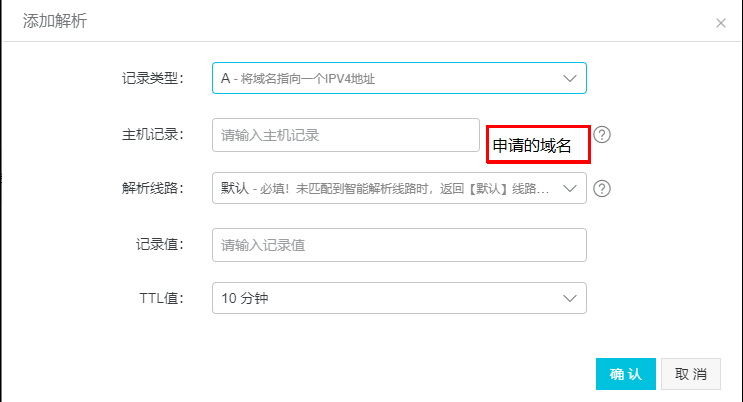 添加解析
记录类型： A - 将域名指向一个IPV4地址
主机记录： 请输入主机记录 申请的域名 ?
解析线路： 默认 - 必填！未匹配到智能解析线路时，返回【默认】线路... ?
记录值： 请输入记录值
TTL值： 10 分钟
确认 取消